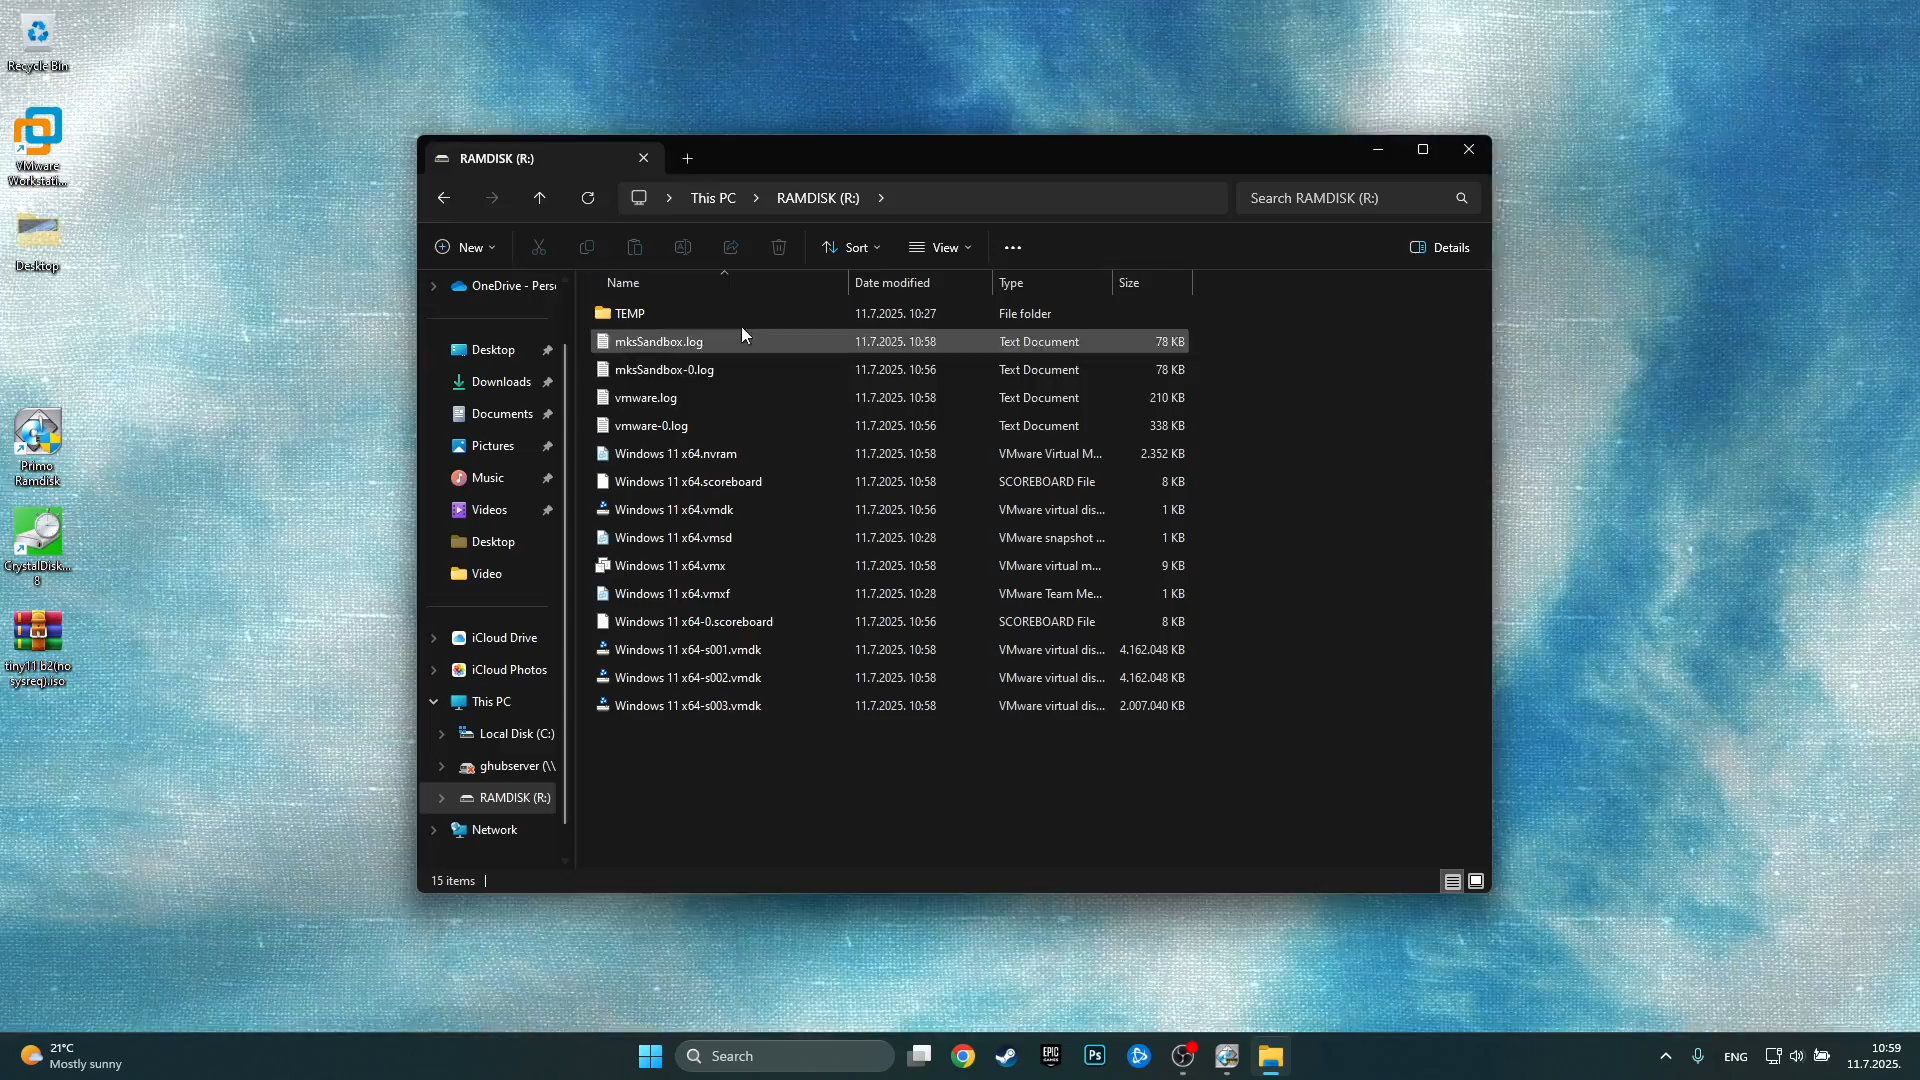 Recycle Bin
VMware
Workstati...
Desktop
Primo
Ramdisk
CrystalDisk...
8
tiny11 b2(no
sysreq).iso
RAMDISK (R:)
This PC
RAMDISK (R:)
Search RAMDISK (R:)
New
Sort
View
Details
OneDrive - Perso
Desktop
Downloads
Documents
Pictures
Music
Videos
Desktop
Video
iCloud Drive
iCloud Photos
This PC
Local Disk (C:)
ghubserver (\\
RAMDISK (R:)
Network
Name Date modified Type Size
TEMP 11.7.2025. 10:27 File folder
mksSandbox.log 11.7.2025. 10:58 Text Document 78 KB
mksSandbox-0.log 11.7.2025. 10:56 Text Document 78 KB
vmware.log 11.7.2025. 10:58 Text Document 210 KB
vmware-0.log 11.7.2025. 10:56 Text Document 338 KB
Windows 11 x64.nvram 11.7.2025. 10:58 VMware Virtual M... 2.352 KB
Windows 11 x64.scoreboard 11.7.2025. 10:58 SCOREBOARD File 8 KB
Windows 11 x64.vmdk 11.7.2025. 10:56 VMware virtual dis... 1 KB
Windows 11 x64.vmsd 11.7.2025. 10:28 VMware snapshot ... 1 KB
Windows 11 x64.vmx 11.7.2025. 10:58 VMware virtual m... 9 KB
Windows 11 x64.vmxf 11.7.2025. 10:28 VMware Team Me... 1 KB
Windows 11 x64-0.scoreboard 11.7.2025. 10:56 SCOREBOARD File 8 KB
Windows 11 x64-s001.vmdk 11.7.2025. 10:58 VMware virtual dis... 4.162.048 KB
Windows 11 x64-s002.vmdk 11.7.2025. 10:58 VMware virtual dis... 4.162.048 KB
Windows 11 x64-s003.vmdk 11.7.2025. 10:58 VMware virtual dis... 2.007.040 KB
15 items
21°C
Mostly sunny
Search
EPIC
GAMES
Ps
ENG
10:59
11.7.2025.